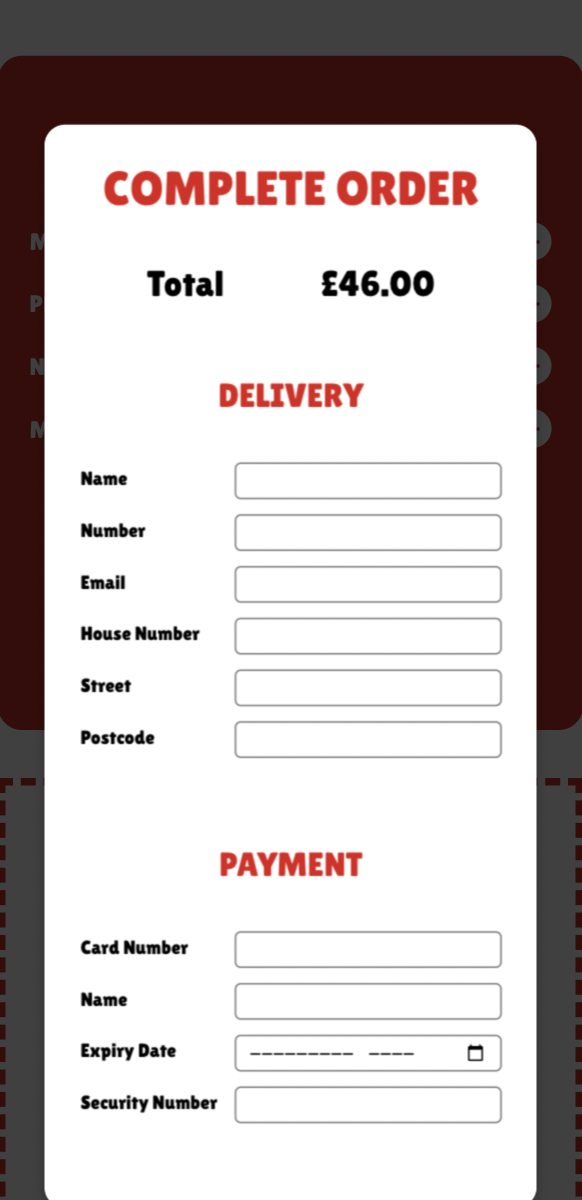 COMPLETE ORDER
Total £46.00
DELIVERY
Name
Number
Email
House Number
Street
Postcode
PAYMENT
Card Number
Name
Expiry Date --------- ----
Security Number